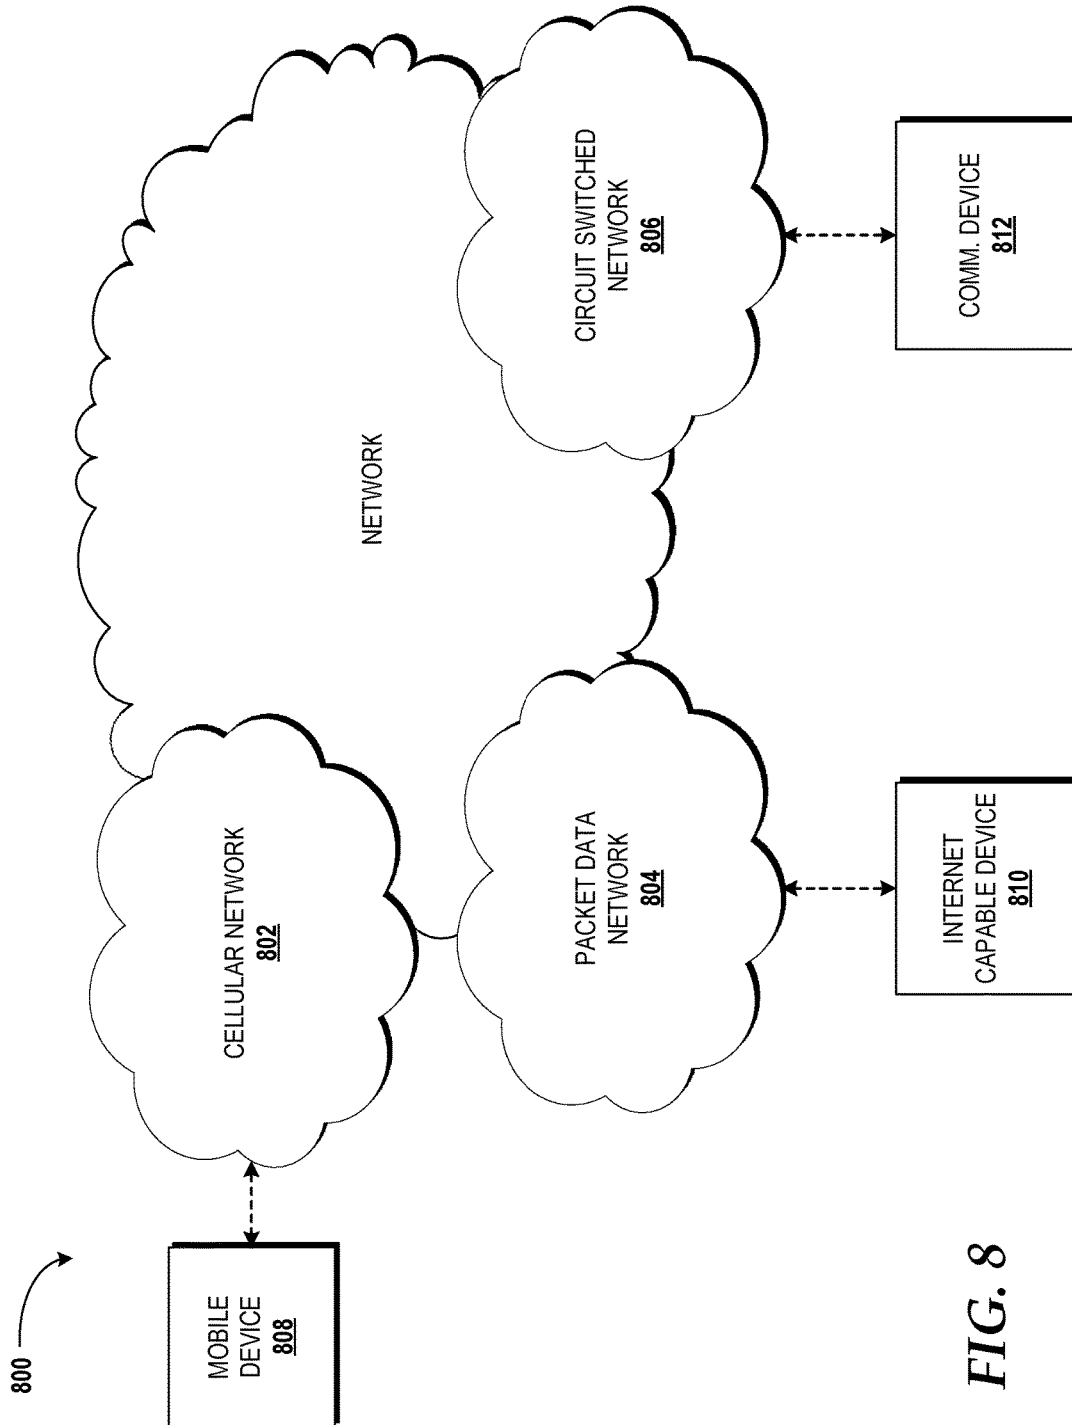 800
MOBILE
DEVICE
808
CELLULAR NETWORK
802
NETWORK
PACKET DATA
NETWORK
804
CIRCUIT SWITCHED
NETWORK
806
INTERNET
CAPABLE DEVICE
810
COMM. DEVICE
812
FIG. 8